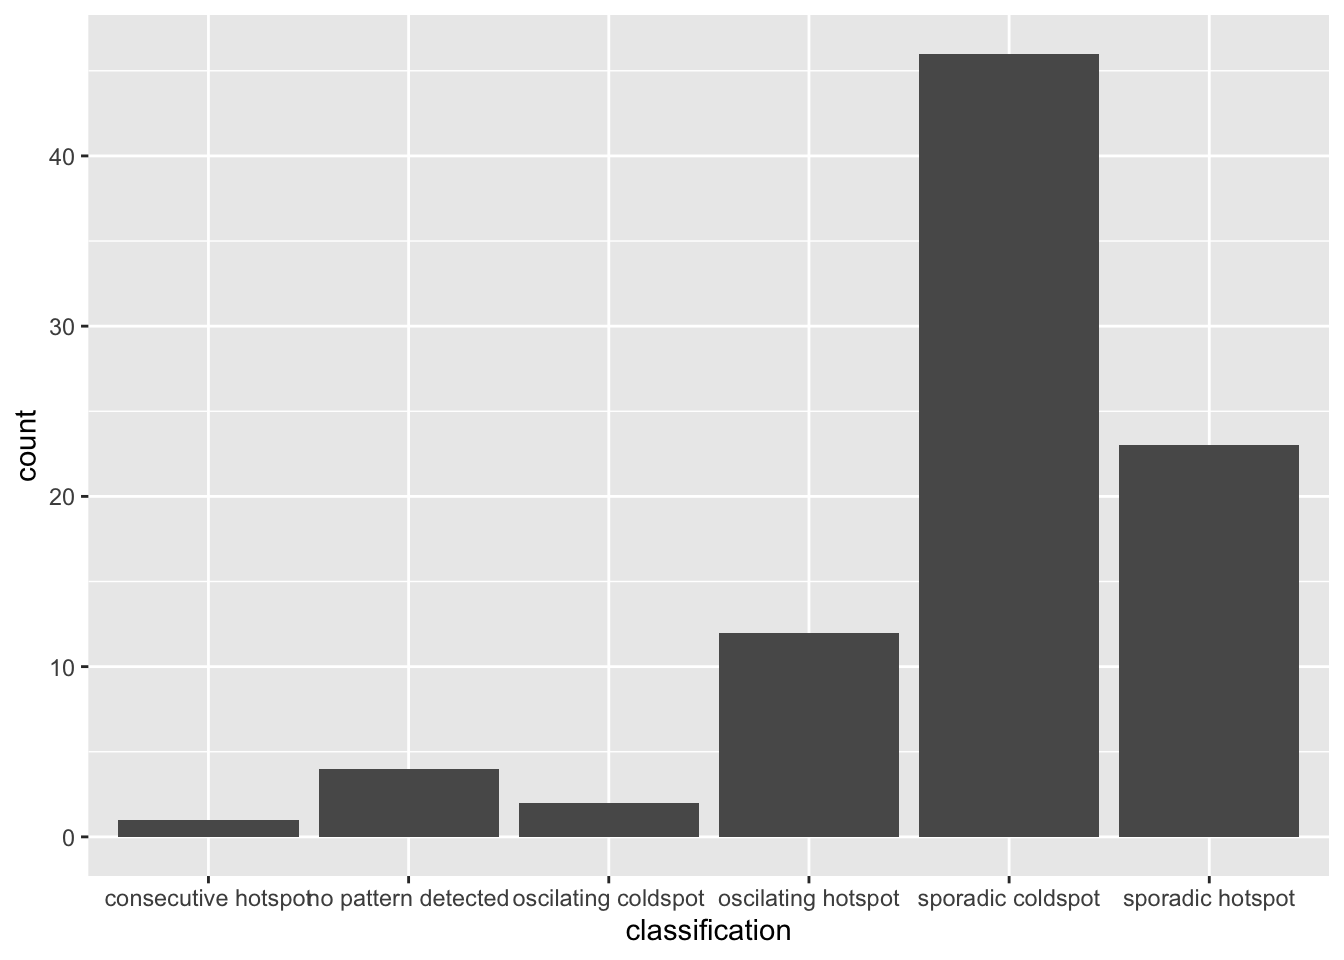 count
40
30
20
10
0
consecutive hotspot
no pattern detected
oscilating coldspot
oscilating hotspot
sporadic coldspot
sporadic hotspot
classification